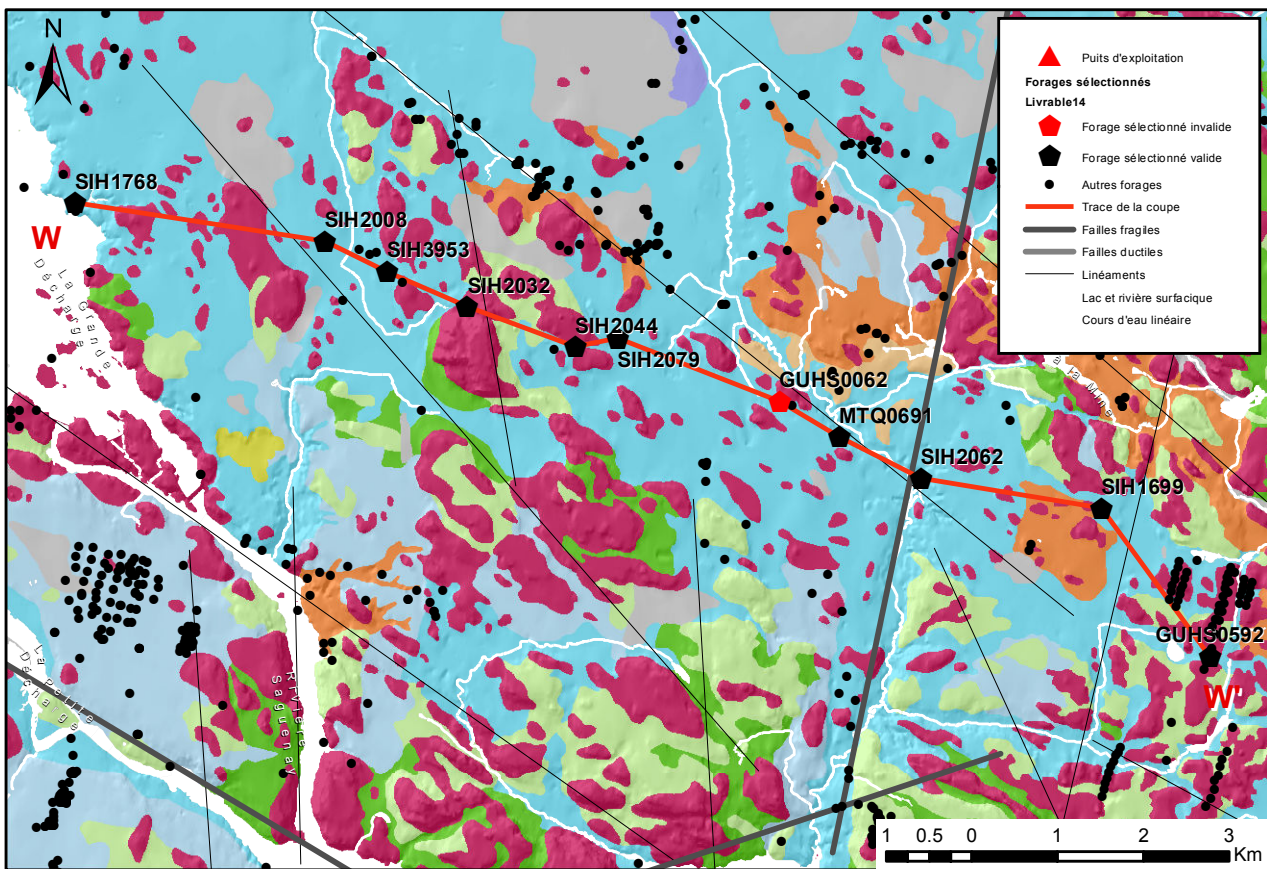 N
SIH1768
W
SIH2008
SIH3953
SIH2032
SIH2044
SIH2079
GUHS0062
MTQ0691
SIH2062
SIH1699
GUHS0592
W'
La Grande
Décharge
La Petite
Décharge
Rivière
Saguenay
la Mine
Puits d'exploitation
Forages sélectionnés
Livrable14
Forage sélectionné invalide
Forage sélectionné valide
Autres forages
Trace de la coupe
Failles fragiles
Failles ductiles
Linéaments
Lac et rivière surfacique
Cours d'eau linéaire
1 0.5 0 1 2 3
Km